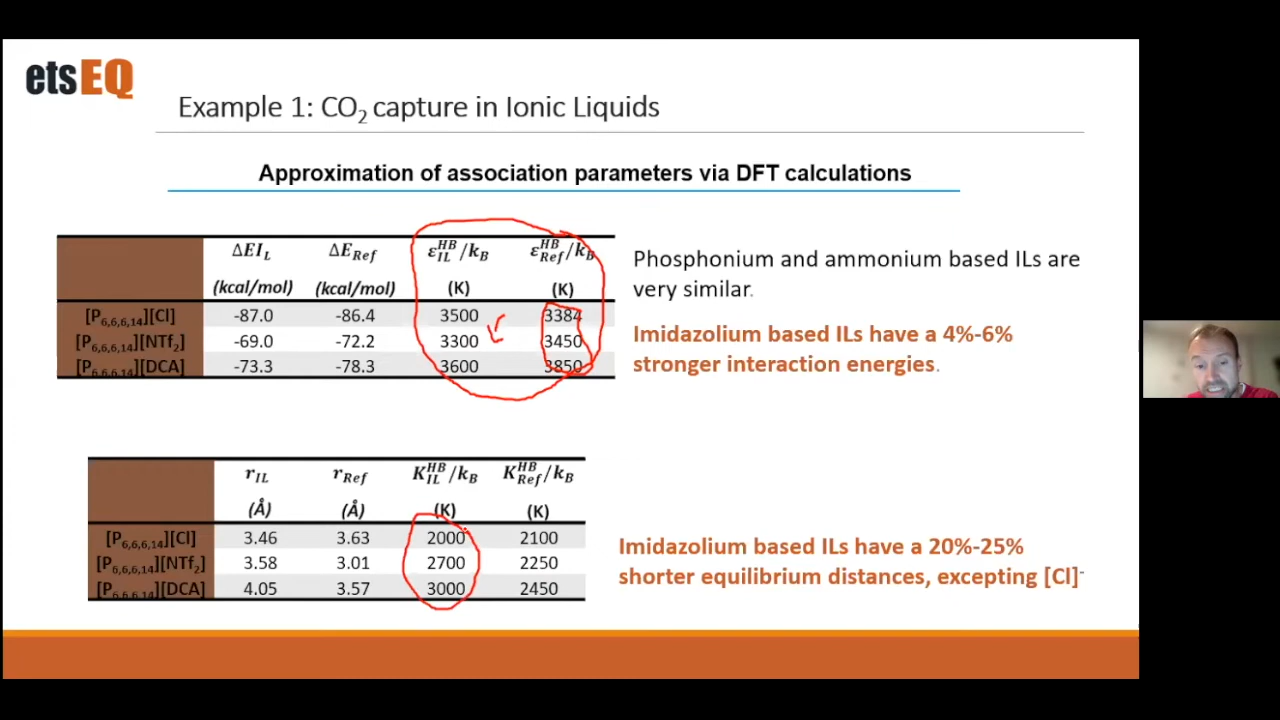 etsEQ
Example 1: CO2 capture in Ionic Liquids
Approximation of association parameters via DFT calculations
ΔEI_L ΔE_Ref ε_IL^HB/k_B ε_Ref^HB/k_B
(kcal/mol) (kcal/mol) (K) (K)
[P6,6,6,14][Cl] -87.0 -86.4 3500 3384
[P6,6,6,14][NTf2] -69.0 -72.2 3300 3450
[P6,6,6,14][DCA] -73.3 -78.3 3600 3850
Phosphonium and ammonium based ILs are
very similar.
Imidazolium based ILs have a 4%-6%
stronger interaction energies.
r_IL r_Ref K_IL^HB/k_B K_Ref^HB/k_B
(Å) (Å) (K) (K)
[P6,6,6,14][Cl] 3.46 3.63 2000 2100
[P6,6,6,14][NTf2] 3.58 3.01 2700 2250
[P6,6,6,14][DCA] 4.05 3.57 3000 2450
Imidazolium based ILs have a 20%-25%
shorter equilibrium distances, excepting [Cl]-